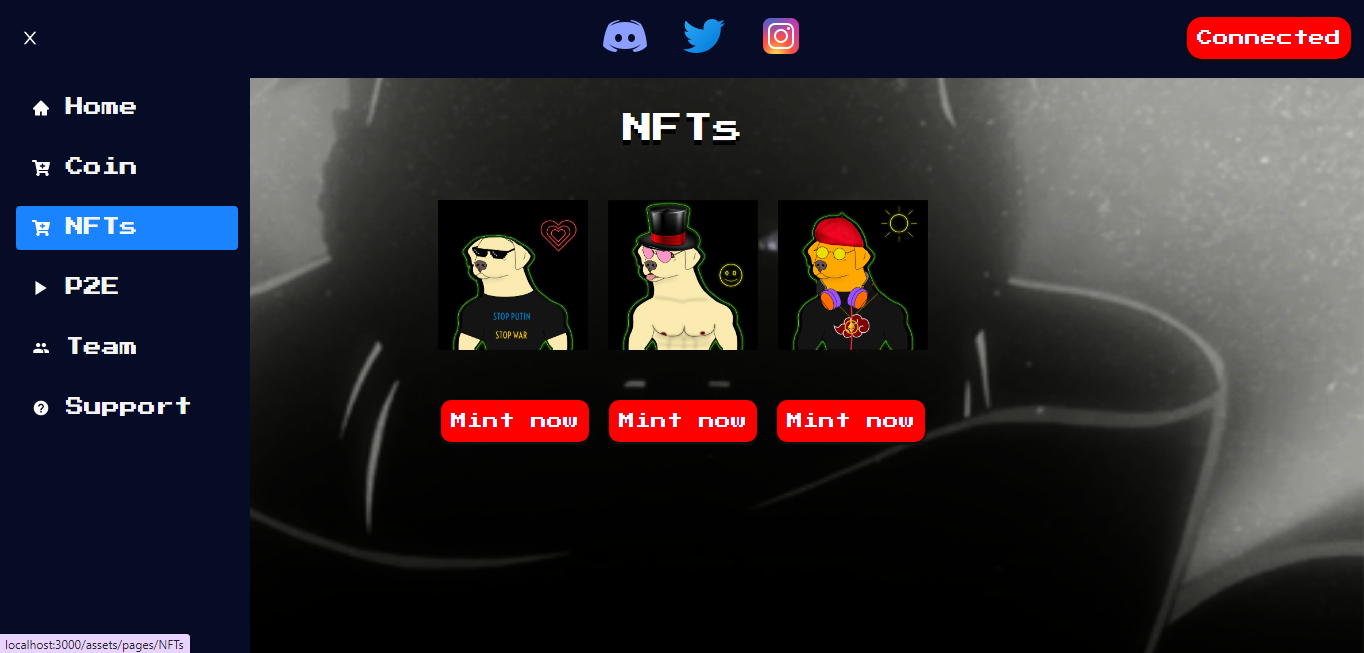 X
Connected
Home
Coin
NFTs
P2E
Team
Support
NFTs
STOP PUTIN
STOP WAR
Mint now
Mint now
Mint now
localhost:3000/assets/pages/NFTs